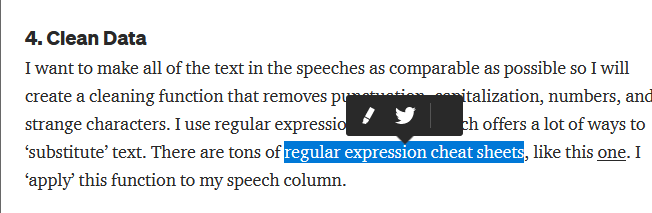 4. Clean Data
I want to make all of the text in the speeches as comparable as possible so I will
create a cleaning function that removes punctuation, capitalization, numbers, and
strange characters. I use regular expressio ch offers a lot of ways to
‘substitute’ text. There are tons of regular expression cheat sheets, like this one. I
‘apply’ this function to my speech column.